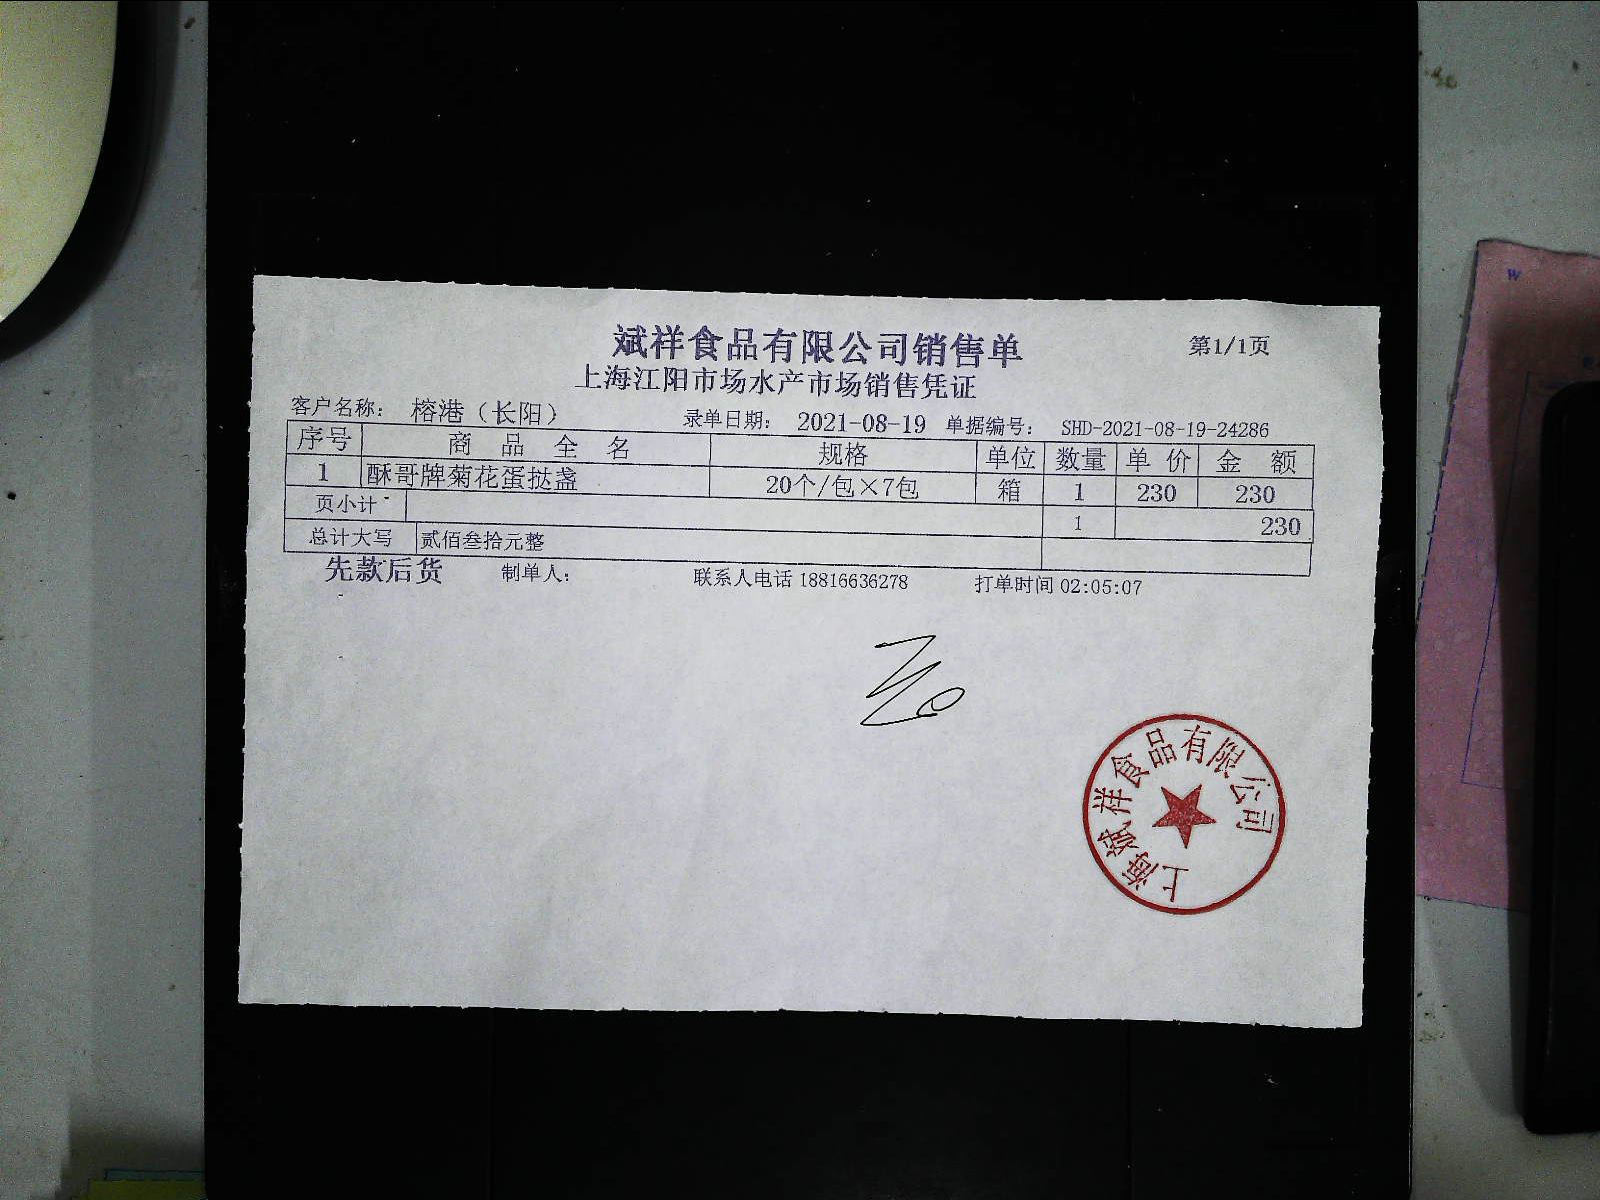 斌祥食品有限公司销售单
第1/1页
上海江阳市场水产市场销售凭证
客户名称: 榕港（长阳） 录单日期: 2021-08-19 单据编号: SHD-2021-08-19-24286
序号 商品全名 规格 单位 数量 单价 金额
1 酥哥牌菊花蛋挞盏 20个/包×7包 箱 1 230 230
页小计 1 230
总计大写 贰佰叁拾元整
先款后货 制单人: 联系人电话 18816636278 打单时间 02:05:07
上海斌祥食品有限公司